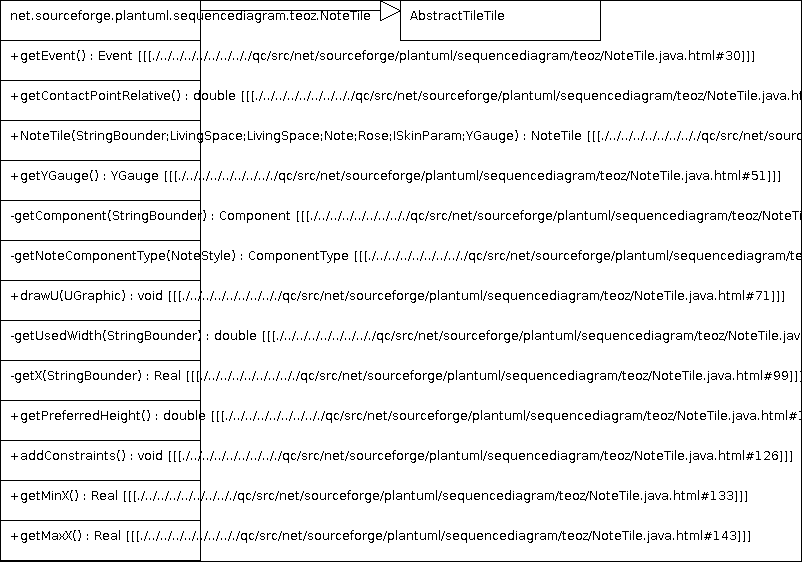 net.sourceforge.plantuml.sequencediagram.teoz.NoteTile
AbstractTileTile
+getEvent() : Event [[[./../../../../../../../qc/src/net/sourceforge/plantuml/sequencediagram/teoz/NoteTile.java.html#30]]]
+getContactPointRelative() : double [[[./../../../../../../../qc/src/net/sourceforge/plantuml/sequencediagram/teoz/NoteTile.java.h
+NoteTile(StringBounder;LivingSpace;LivingSpace;Note;Rose;ISkinParam;YGauge) : NoteTile [[[./../../../../../../../qc/src/net/sour
+getYGauge() : YGauge [[[./../../../../../../../qc/src/net/sourceforge/plantuml/sequencediagram/teoz/NoteTile.java.html#51]]]
-getComponent(StringBounder) : Component [[[./../../../../../../../qc/src/net/sourceforge/plantuml/sequencediagram/teoz/NoteTi
-getNoteComponentType(NoteStyle) : ComponentType [[[./../../../../../../../qc/src/net/sourceforge/plantuml/sequencediagram/te
+drawU(UGraphic) : void [[[./../../../../../../../qc/src/net/sourceforge/plantuml/sequencediagram/teoz/NoteTile.java.html#71]]]
-getUsedWidth(StringBounder) : double [[[./../../../../../../../qc/src/net/sourceforge/plantuml/sequencediagram/teoz/NoteTile.jav
-getX(StringBounder) : Real [[[./../../../../../../../qc/src/net/sourceforge/plantuml/sequencediagram/teoz/NoteTile.java.html#99]]]
+getPreferredHeight() : double [[[./../../../../../../../qc/src/net/sourceforge/plantuml/sequencediagram/teoz/NoteTile.java.html#1
+addConstraints() : void [[[./../../../../../../../qc/src/net/sourceforge/plantuml/sequencediagram/teoz/NoteTile.java.html#126]]]
+getMinX() : Real [[[./../../../../../../../qc/src/net/sourceforge/plantuml/sequencediagram/teoz/NoteTile.java.html#133]]]
+getMaxX() : Real [[[./../../../../../../../qc/src/net/sourceforge/plantuml/sequencediagram/teoz/NoteTile.java.html#143]]]